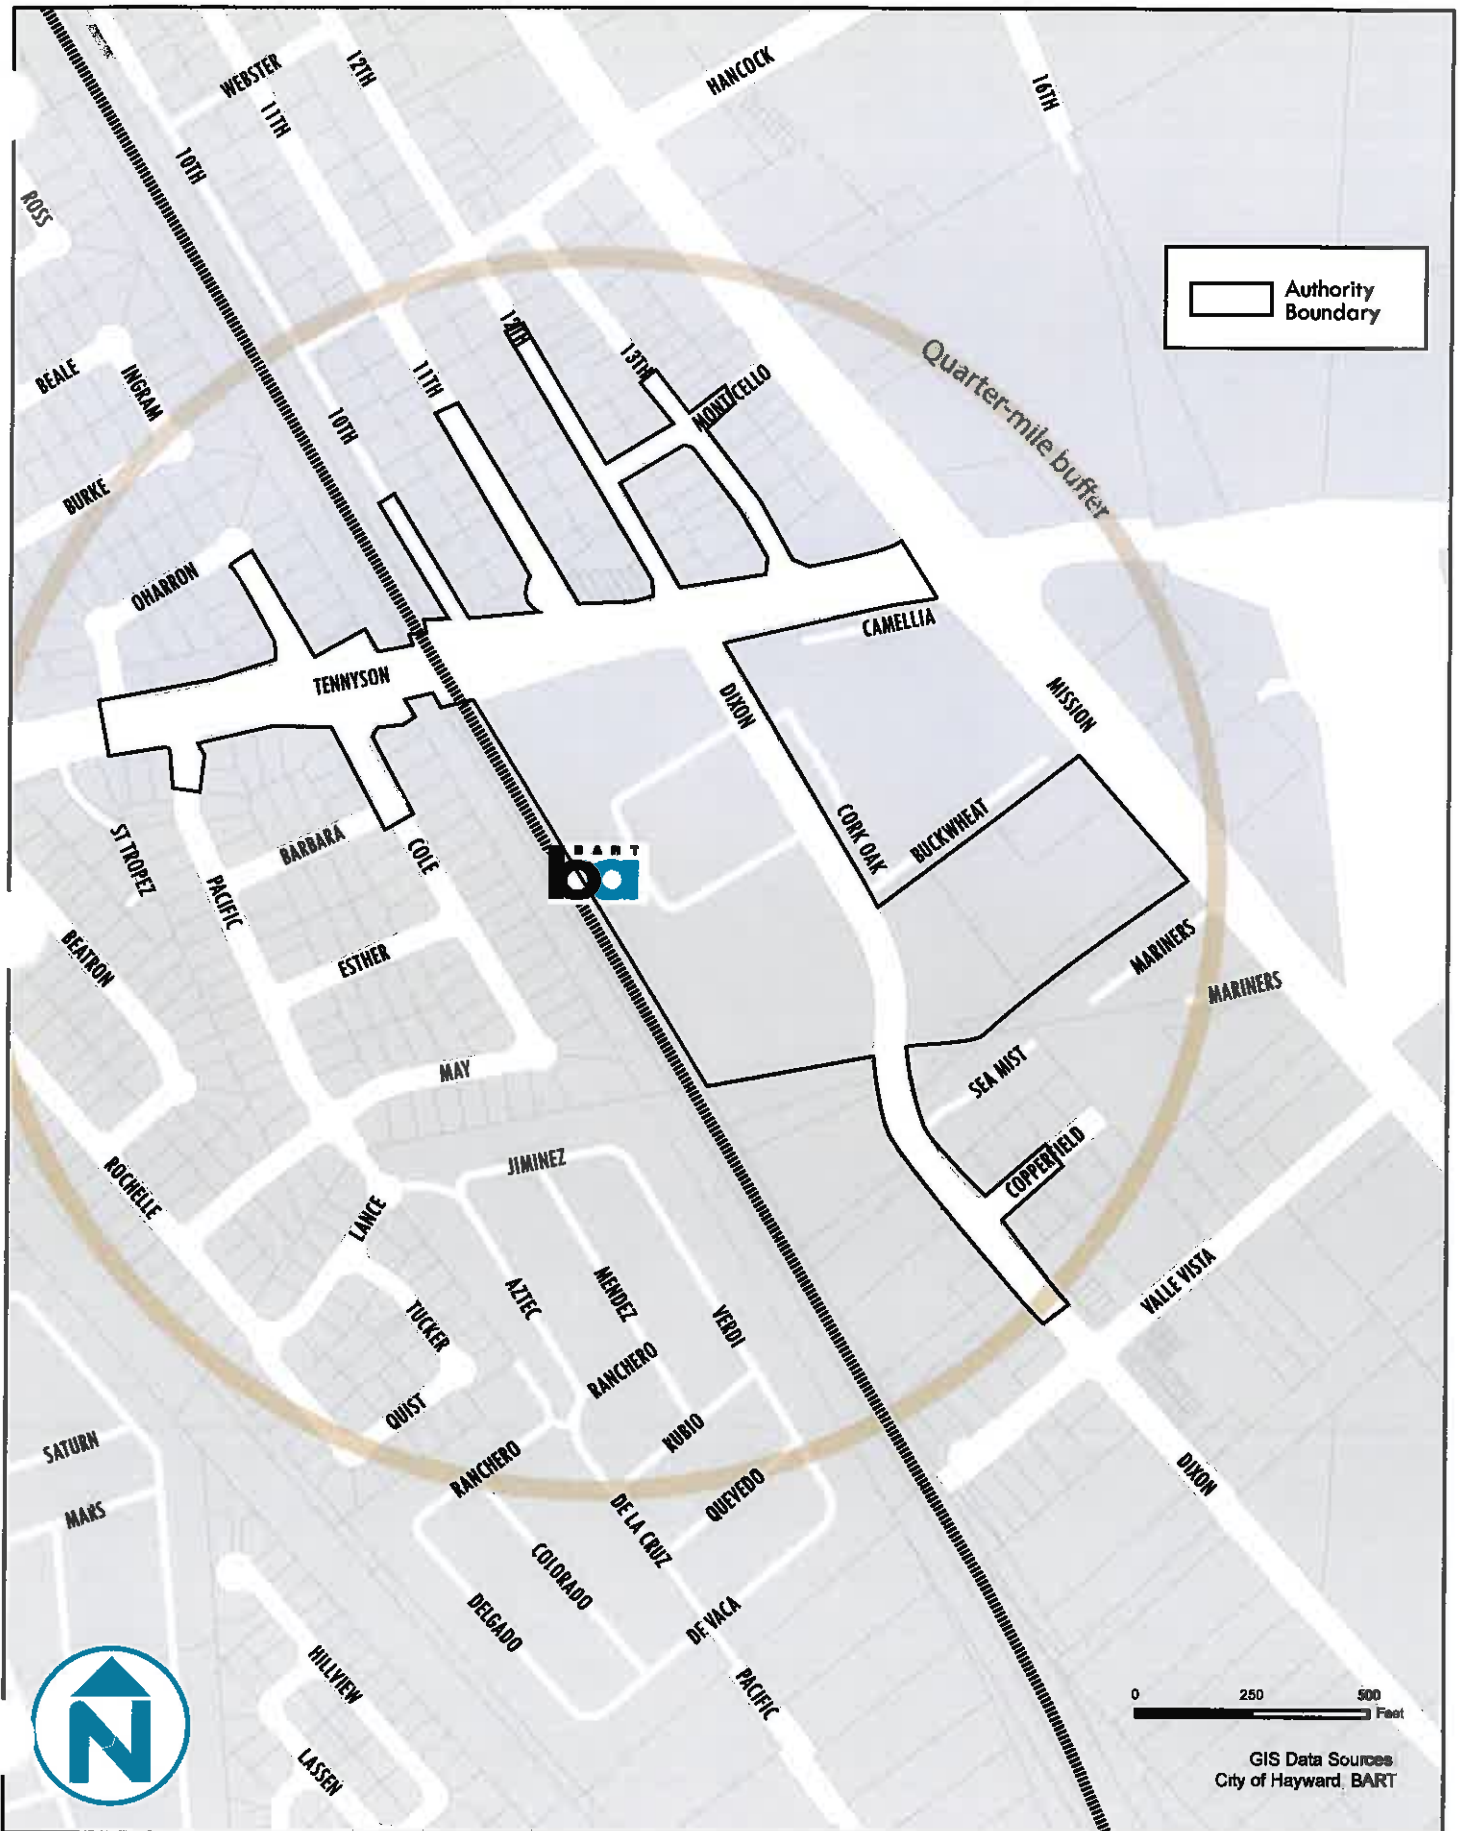 WEBSTER
12TH
HANCOCK
16TH
11TH
10TH
ROSS
Authority
Boundary
12TH
13TH
Quarter-mile buffer
BEALE
INGRAM
11TH
MONTICELLO
10TH
BURKE
OHARRON
CAMELLIA
TENNYSON
DIXON
MISSION
CORK OAK
BUCKWHEAT
ST TROPEZ
BARBARA
COLE
BART
ba
PACIFIC
BEATRON
ESTHER
MARINERS
MARINERS
MAY
SEA MIST
JIMINEZ
COPPERFIELD
ROCHELLE
LANCE
VALLE VISTA
AZTEC
MENDEZ
VERDI
TUCKER
RANCHERO
QUIST
RUBIO
SATURN
RANCHERO
DIXON
QUEVEDO
MARS
DE LA CRUZ
COLORADO
DELGADO
DE VACA
HILLVIEW
PACIFIC
0 250 500
Feet
N
LASSEN
GIS Data Sources
City of Hayward, BART